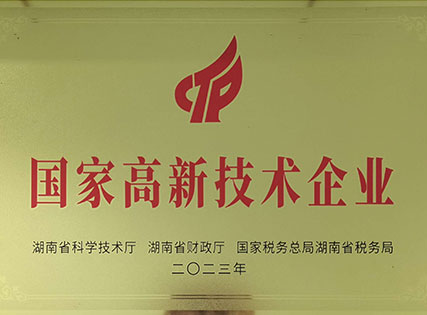 国家高新技术企业
湖南省科学技术厅 湖南省财政厅 国家税务总局湖南省税务局
二〇二三年